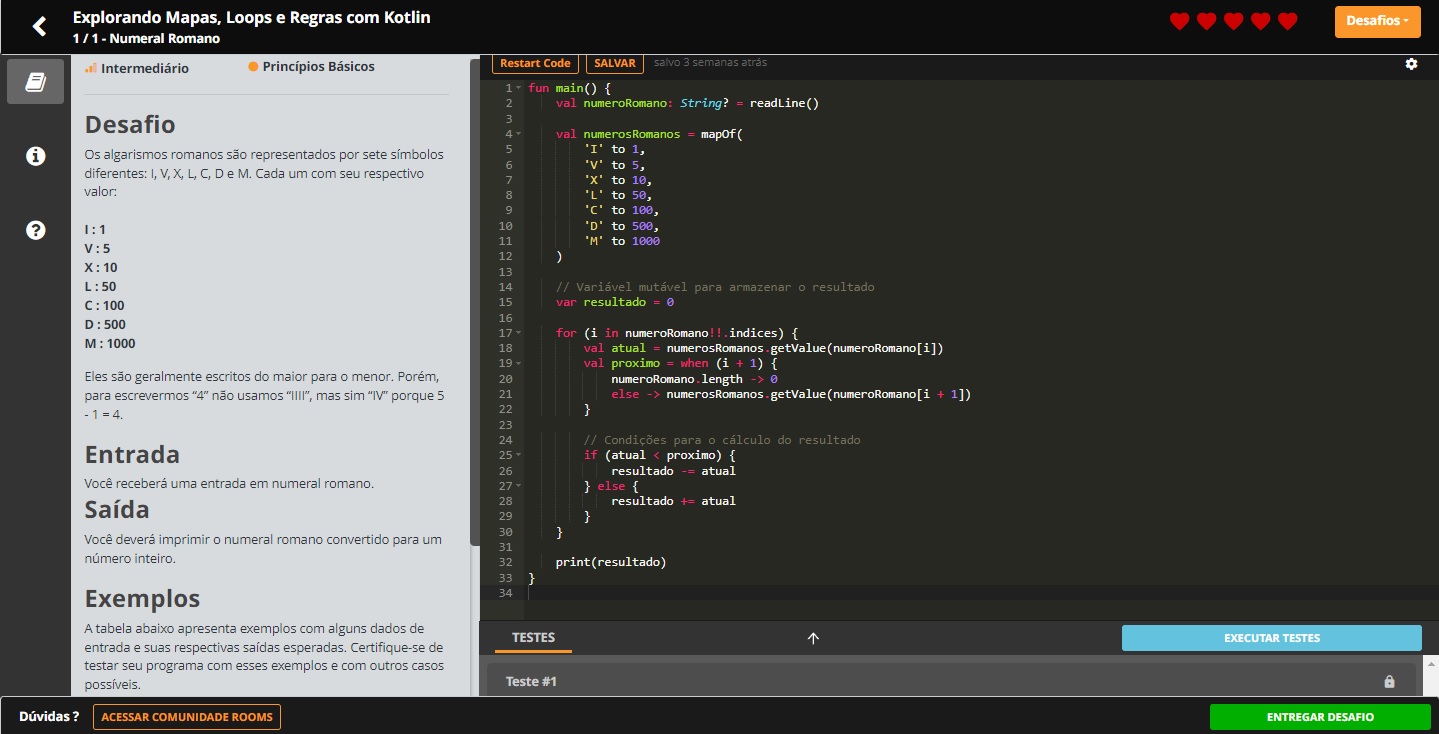 Explorando Mapas, Loops e Regras com Kotlin
1 / 1 - Numeral Romano
Desafios
Intermediário
Princípios Básicos
Desafio
Os algarismos romanos são representados por sete símbolos
diferentes: I, V, X, L, C, D e M. Cada um com seu respectivo
valor:
I : 1
V : 5
X : 10
L : 50
C : 100
D : 500
M : 1000
Eles são geralmente escritos do maior para o menor. Porém,
para escrevermos “4” não usamos “IIII”, mas sim “IV” porque 5
- 1 = 4.
Entrada
Você receberá uma entrada em numeral romano.
Saída
Você deverá imprimir o numeral romano convertido para um
número inteiro.
Exemplos
A tabela abaixo apresenta exemplos com alguns dados de
entrada e suas respectivas saídas esperadas. Certifique-se de
testar seu programa com esses exemplos e com outros casos
possíveis.
Restart Code
SALVAR
salvo 3 semanas atrás
1 fun main() {
2     val numeroRomano: String? = readLine()
3
4     val numerosRomanos = mapOf(
5         'I' to 1,
6         'V' to 5,
7         'X' to 10,
8         'L' to 50,
9         'C' to 100,
10         'D' to 500,
11         'M' to 1000
12     )
13
14     // Variável mutável para armazenar o resultado
15     var resultado = 0
16
17     for (i in numeroRomano!!.indices) {
18         val atual = numerosRomanos.getValue(numeroRomano[i])
19         val proximo = when (i + 1) {
20             numeroRomano.length -> 0
21             else -> numerosRomanos.getValue(numeroRomano[i + 1])
22         }
23
24         // Condições para o cálculo do resultado
25         if (atual < proximo) {
26             resultado -= atual
27         } else {
28             resultado += atual
29         }
30     }
31
32     print(resultado)
33 }
34
TESTES
EXECUTAR TESTES
Teste #1
Dúvidas ?
ACESSAR COMUNIDADE ROOMS
ENTREGAR DESAFIO